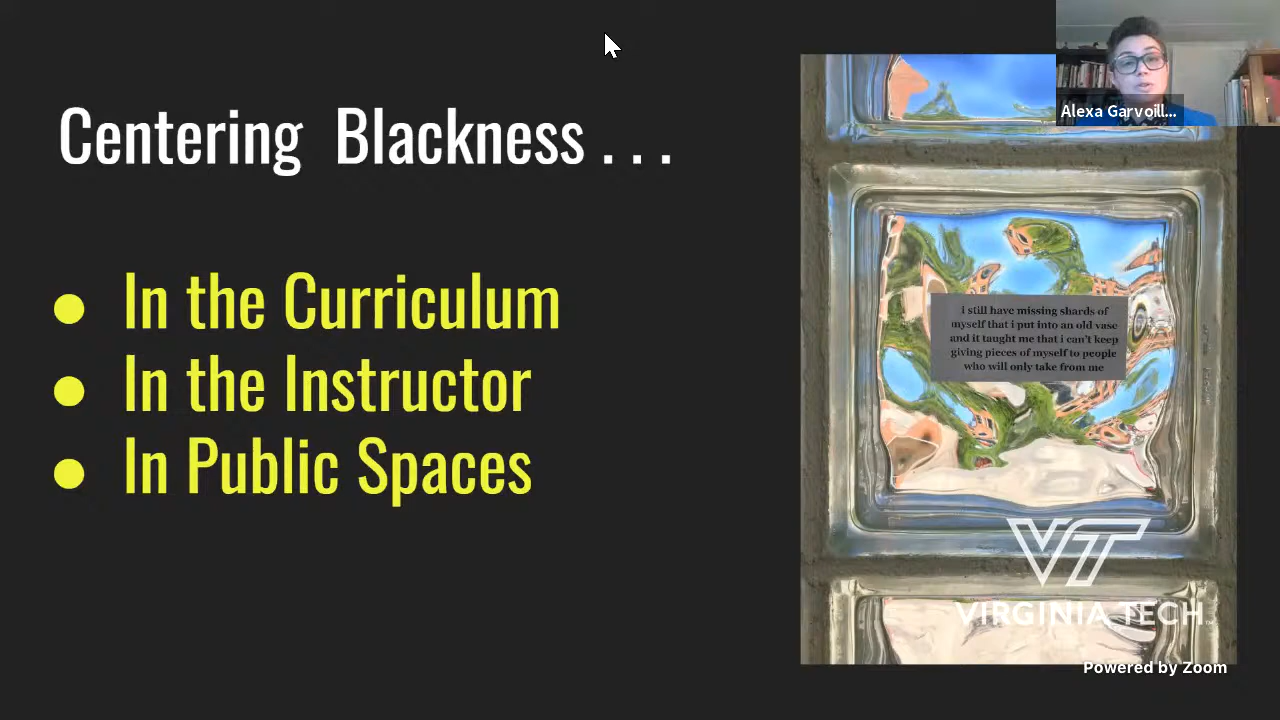 Centering Blackness . . .
Alexa Garvoill...
● In the Curriculum
● In the Instructor
● In Public Spaces
i still have missing shards of
myself that i put into an old vase
and it taught me that i can't keep
giving pieces of myself to people
who will only take from me
VT
VIRGINIA TECH™
Powered by Zoom